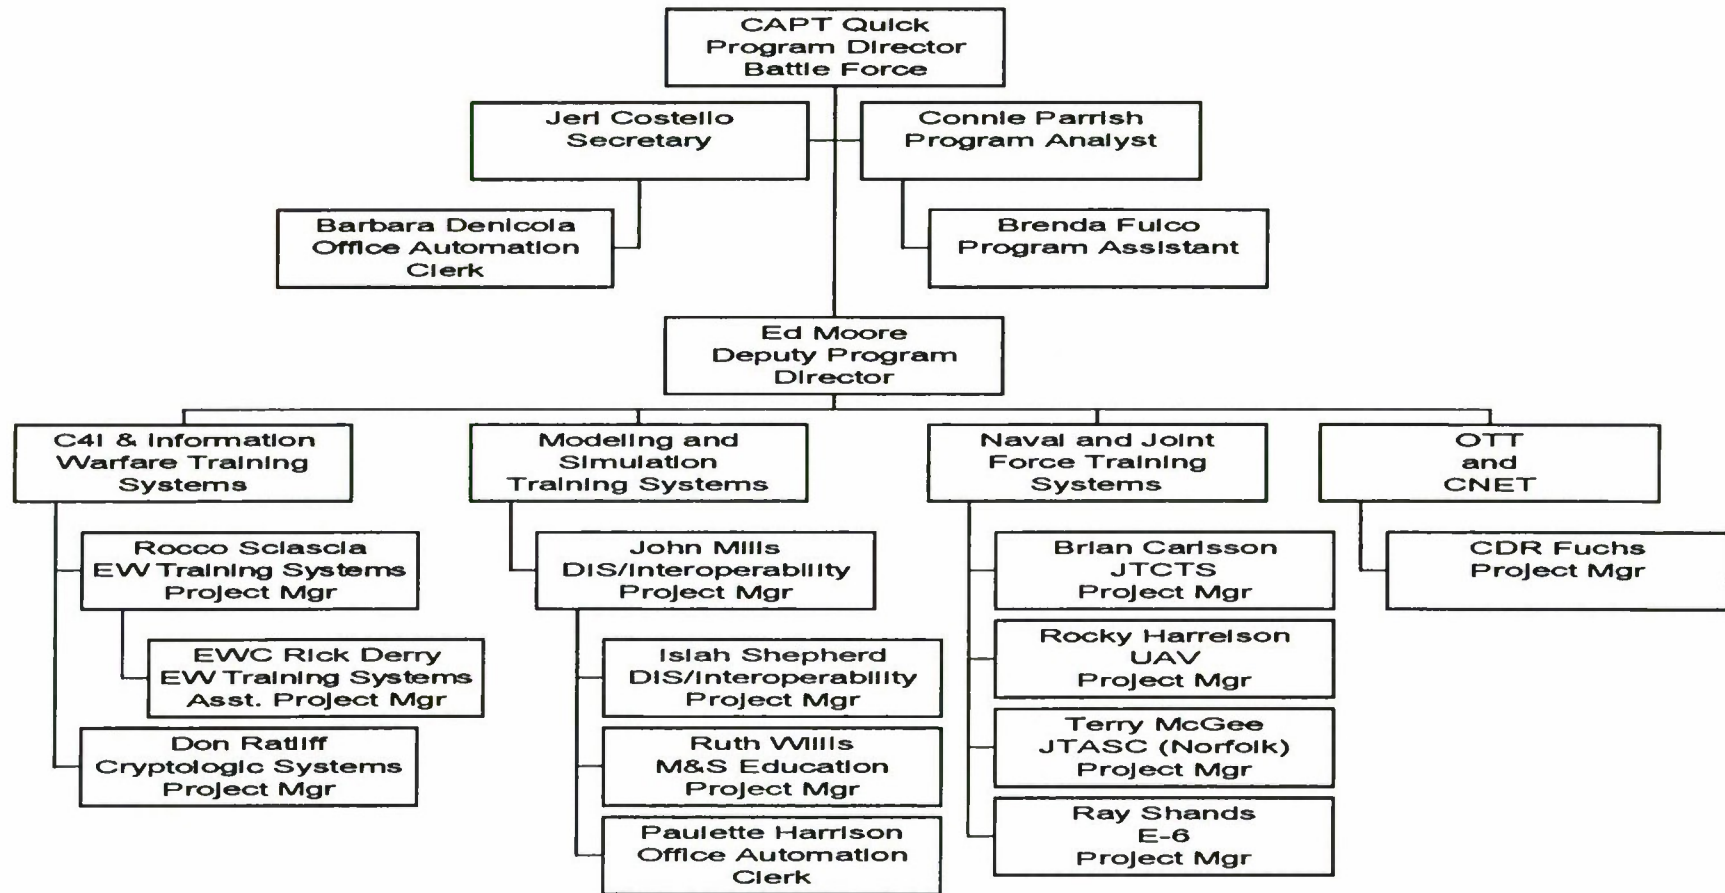 CAPT Quick
Program Director
Battle Force
Jeri Costello
Secretary
Connie Parrish
Program Analyst
Barbara Denicola
Office Automation
Clerk
Brenda Fulco
Program Assistant
Ed Moore
Deputy Program
Director
C4I & Information
Warfare Training
Systems
Modeling and
Simulation
Training Systems
Naval and Joint
Force Training
Systems
OTT
and
CNET
Rocco Sciascia
EW Training Systems
Project Mgr
EWC Rick Derry
EW Training Systems
Asst. Project Mgr
Don Ratliff
Cryptologic Systems
Project Mgr
John Mills
DIS/Interoperability
Project Mgr
Isiah Shepherd
DIS/Interoperability
Project Mgr
Ruth Willis
M&S Education
Project Mgr
Paulette Harrison
Office Automation
Clerk
Brian Carlsson
JTCTS
Project Mgr
Rocky Harrelson
UAV
Project Mgr
Terry McGee
JTASC (Norfolk)
Project Mgr
Ray Shands
E-6
Project Mgr
CDR Fuchs
Project Mgr